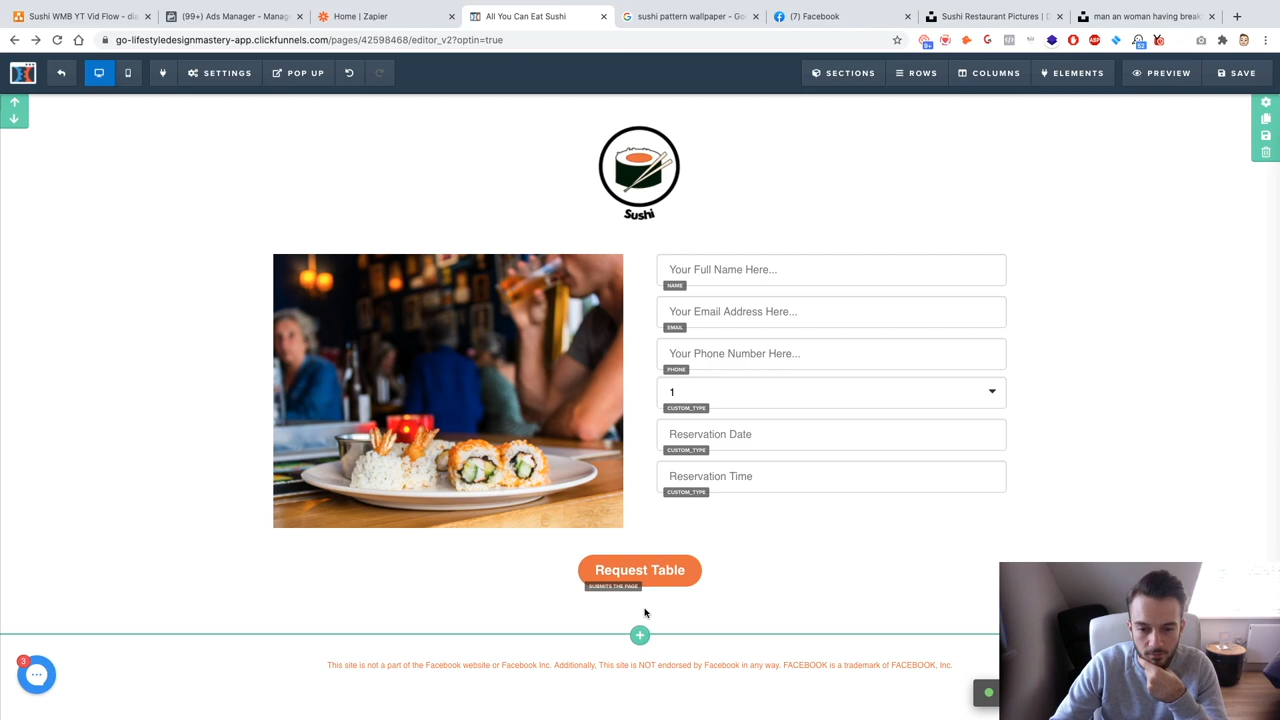 Sushi WMB YT Vid Flow - dia
(99+) Ads Manager - Manag
Home | Zapier
All You Can Eat Sushi
sushi pattern wallpaper - Go
(7) Facebook
Sushi Restaurant Pictures | D
man an woman having break
go-lifestyledesignmastery-app.clickfunnels.com/pages/42598468/editor_v2?optin=true
9+
ABP
52
SETTINGS
POP UP
SECTIONS
ROWS
COLUMNS
ELEMENTS
PREVIEW
SAVE
Sushi
Your Full Name Here...
NAME
Your Email Address Here...
EMAIL
Your Phone Number Here...
PHONE
1
CUSTOM_TYPE
Reservation Date
CUSTOM_TYPE
Reservation Time
CUSTOM_TYPE
Request Table
SUBMITS THE PAGE
3
This site is not a part of the Facebook website or Facebook Inc. Additionally, This site is NOT endorsed by Facebook in any way. FACEBOOK is a trademark of FACEBOOK, Inc.